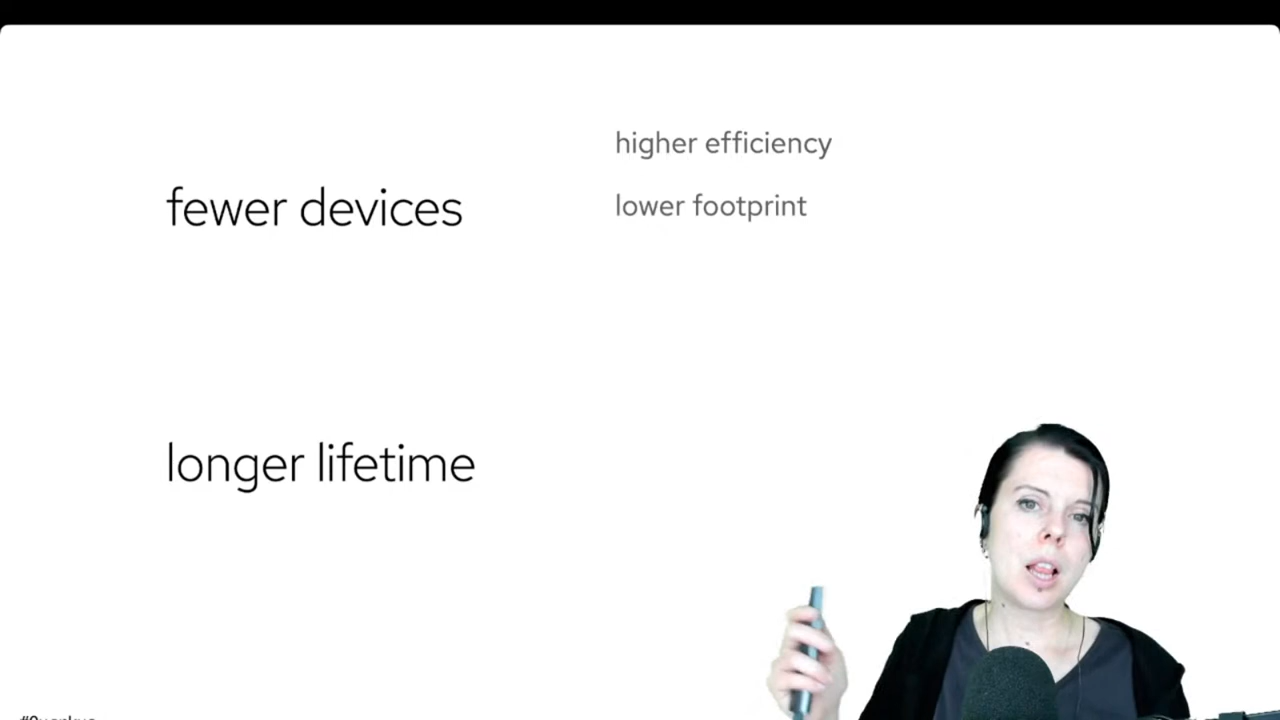 higher efficiency
fewer devices
lower footprint
longer lifetime